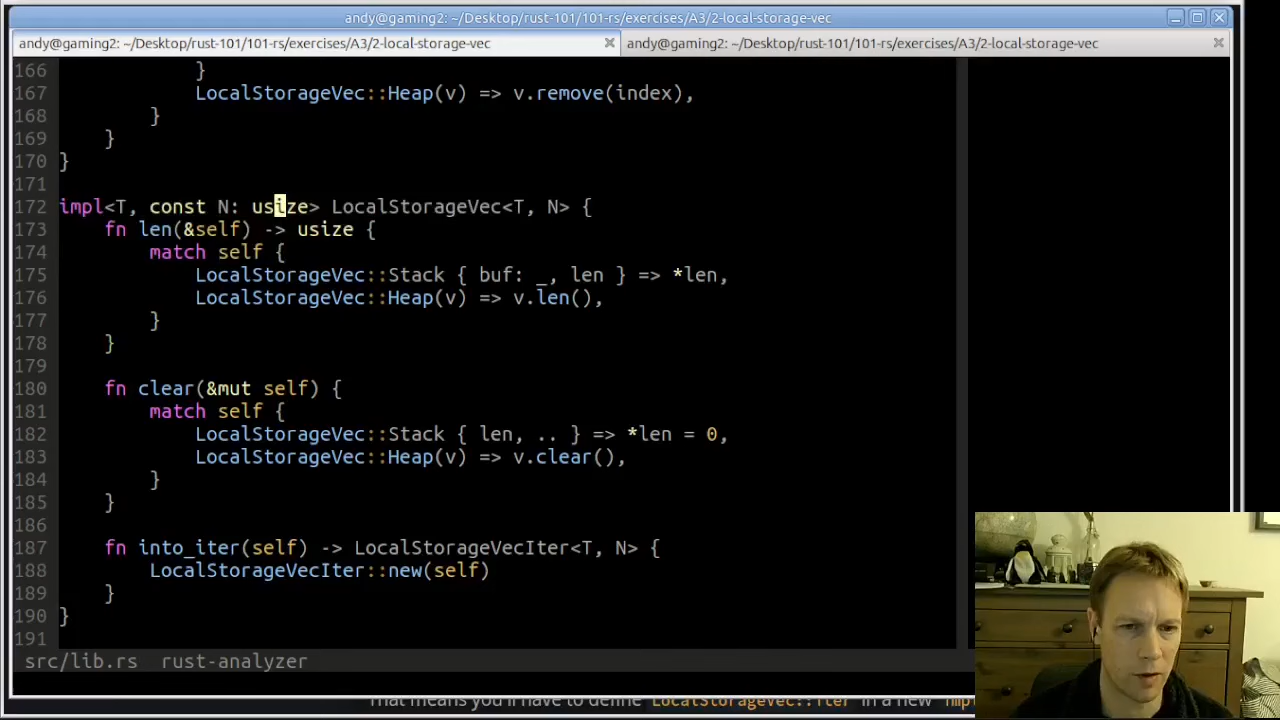 andy@gaming2: ~/Desktop/rust-101/101-rs/exercises/A3/2-local-storage-vec
andy@gaming2: ~/Desktop/rust-101/101-rs/exercises/A3/2-local-storage-vec
andy@gaming2: ~/Desktop/rust-101/101-rs/exercises/A3/2-local-storage-vec
166 }
167 LocalStorageVec::Heap(v) => v.remove(index),
168 }
169 }
170 }
171
172 impl<T, const N: usize> LocalStorageVec<T, N> {
173 fn len(&self) -> usize {
174 match self {
175 LocalStorageVec::Stack { buf: _, len } => *len,
176 LocalStorageVec::Heap(v) => v.len(),
177 }
178 }
179
180 fn clear(&mut self) {
181 match self {
182 LocalStorageVec::Stack { len, .. } => *len = 0,
183 LocalStorageVec::Heap(v) => v.clear(),
184 }
185 }
186
187 fn into_iter(self) -> LocalStorageVecIter<T, N> {
188 LocalStorageVecIter::new(self)
189 }
190 }
191
src/lib.rs rust-analyzer
That means you'll have to define LocalStorageVec::iter in a new impl